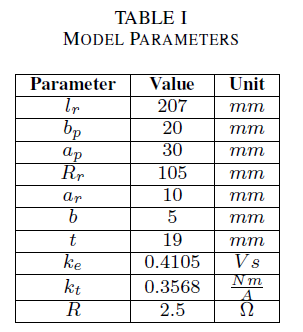 TABLE I
MODEL PARAMETERS
Parameter Value Unit
l_r 207 mm
b_p 20 mm
a_p 30 mm
R_r 105 mm
a_r 10 mm
b 5 mm
t 19 mm
k_e 0.4105 Vs
k_t 0.3568 Nm/A
R 2.5 Ω